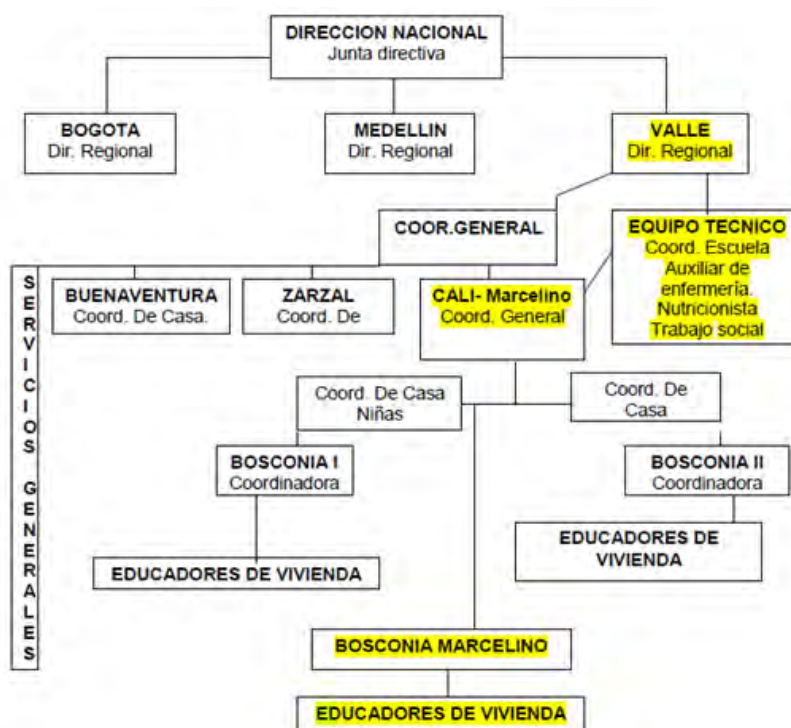 DIRECCION NACIONAL
Junta directiva
BOGOTA
Dir. Regional
MEDELLIN
Dir. Regional
VALLE
Dir. Regional
COOR.GENERAL
EQUIPO TECNICO
Coord. Escuela
Auxiliar de
enfermería.
Nutricionista
Trabajo social
SERVICIOS GENERALES
BUENAVENTURA
Coord. De Casa.
ZARZAL
Coord. De
CALI- Marcelino
Coord. General
Coord. De Casa
Niñas
Coord. De
Casa
BOSCONIA I
Coordinadora
BOSCONIA II
Coordinadora
EDUCADORES DE VIVIENDA
EDUCADORES DE
VIVIENDA
BOSCONIA MARCELINO
EDUCADORES DE VIVIENDA